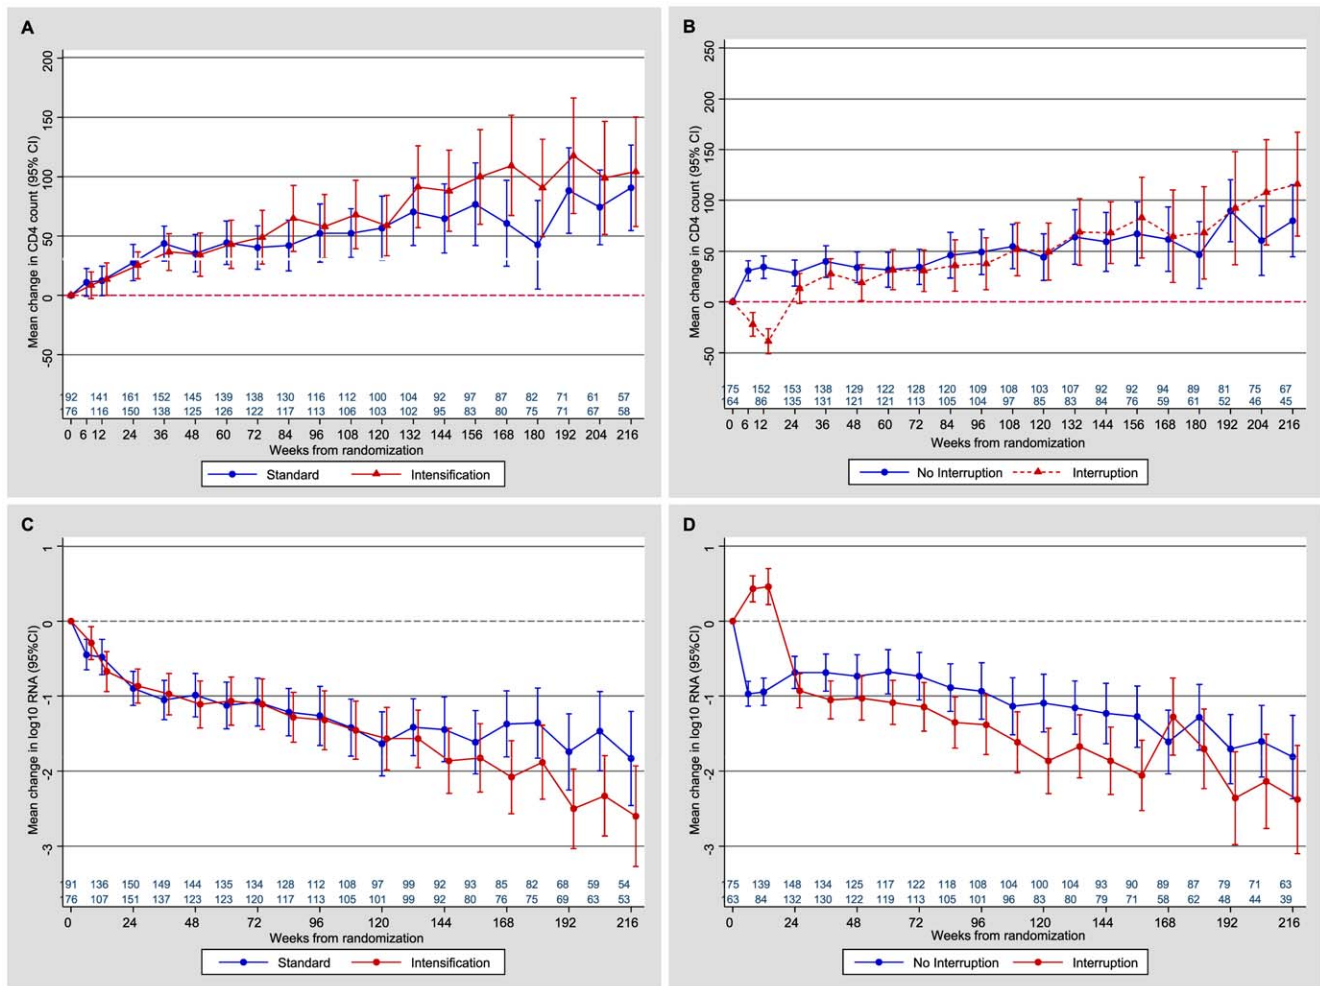 A
Mean change in CD4 count (95% CI)
200
150
100
50
0
-50
92 141 161 152 145 139 138 130 116 112 100 104 92 97 87 82 71 61 57
76 116 150 138 125 126 122 117 113 106 103 102 95 83 80 75 71 67 58
0 6 12 24 36 48 60 72 84 96 108 120 132 144 156 168 180 192 204 216
Weeks from randomization
Standard Intensification
B
Mean change in CD4 count (95% CI)
250
200
150
100
50
0
-50
75 152 153 138 129 122 128 120 109 108 103 107 92 92 94 89 81 75 67
64 86 135 131 121 121 113 105 104 97 85 83 84 76 59 61 52 46 45
0 6 12 24 36 48 60 72 84 96 108 120 132 144 156 168 180 192 204 216
Weeks from randomization
No Interruption Interruption
C
Mean change in log10 RNA (95%CI)
1
0
-1
-2
-3
91 136 150 149 144 135 134 128 112 108 97 99 92 93 85 82 68 59 54
76 107 151 137 123 123 120 117 113 105 101 99 92 80 76 75 69 63 53
0 24 48 72 96 120 144 168 192 216
Weeks from randomization
Standard Intensification
D
Mean change in log10 RNA (95%CI)
1
0
-1
-2
-3
75 139 148 134 125 117 122 118 108 104 100 104 93 90 89 87 79 71 63
63 84 132 130 122 119 113 105 101 96 83 80 79 71 58 62 48 44 39
0 24 48 72 96 120 144 168 192 216
Weeks from randomization
No Interruption Interruption